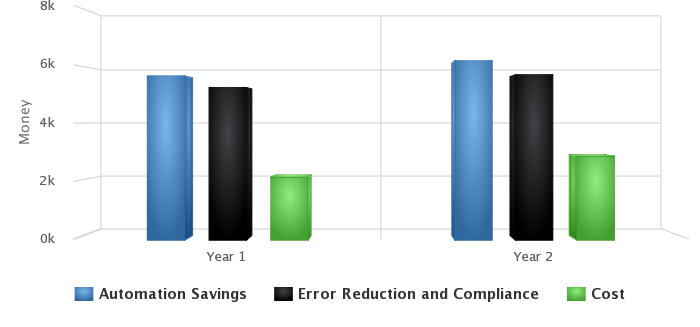 8k
6k
4k
2k
0k
Money
Year 1
Year 2
Automation Savings
Error Reduction and Compliance
Cost